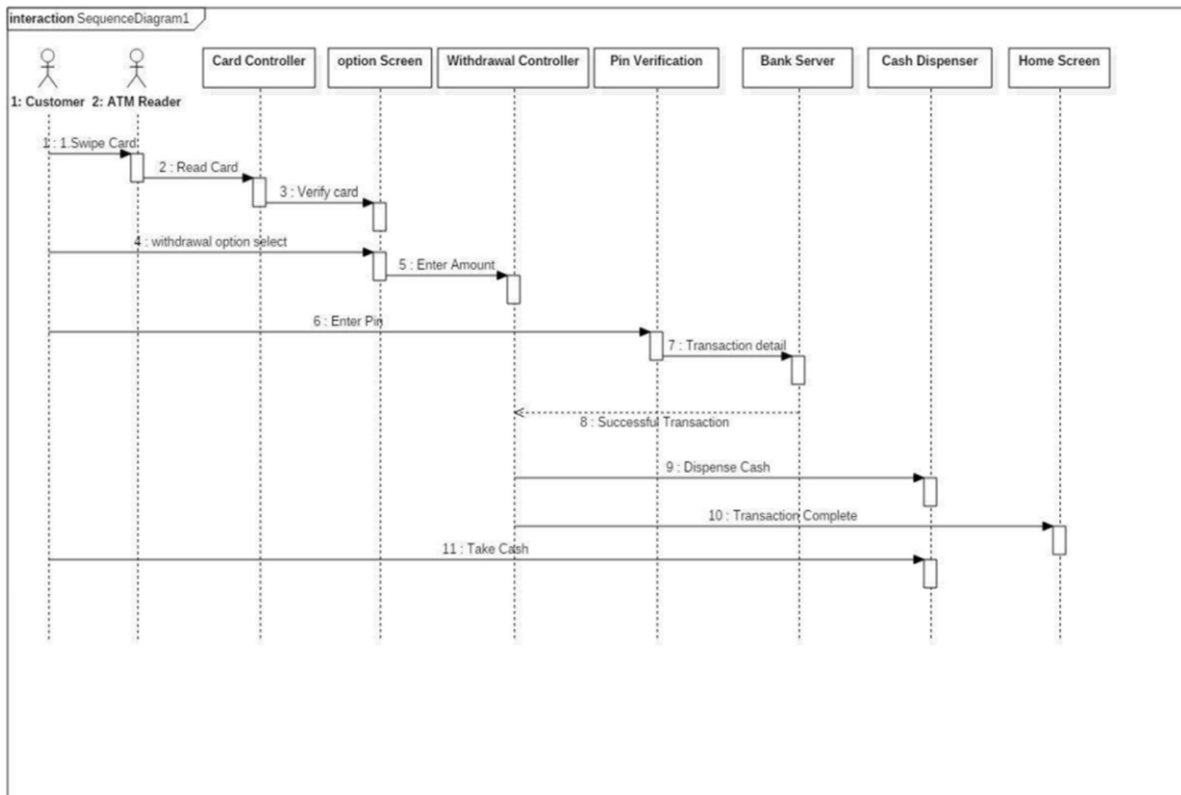 interaction SequenceDiagram1
Card Controller
option Screen
Withdrawal Controller
Pin Verification
Bank Server
Cash Dispenser
Home Screen
1: Customer
2: ATM Reader
1 : 1.Swipe Card
2 : Read Card
3 : Verify card
4 : withdrawal option select
5 : Enter Amount
6 : Enter Pin
7 : Transaction detail
8 : Successful Transaction
9 : Dispense Cash
10 : Transaction Complete
11 : Take Cash